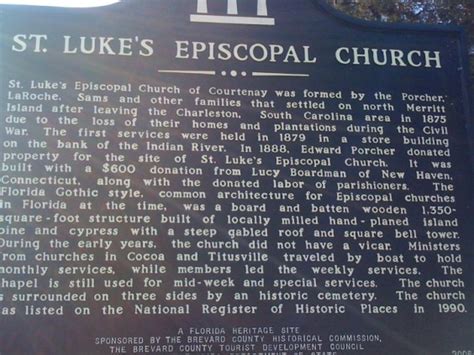 ST. LUKE'S EPISCOPAL CHURCH
St. Luke's Episcopal Church of Courtenay was formed by the Porcher,
LaRoche, Sams and other families that settled on north Merritt
Island after leaving the Charleston, South Carolina area in 1875
due to the loss of their homes and plantations during the Civil
War. The first services were held in 1879 in a store building
on the bank of the Indian River. In 1888, Edward Porcher donated
property for the site of St. Luke's Episcopal Church. It was
built with a $600 donation from Lucy Boardman of New Haven,
Connecticut, along with the donated labor of parishioners. The
Florida Gothic style, common architecture for Episcopal churches
in Florida at the time, was a board and batten wooden 1,350-
square-foot structure built of locally milled hand-planed island
pine and cypress with a steep gabled roof and square bell tower.
During the early years, the church did not have a vicar. Ministers
from churches in Cocoa and Titusville traveled by boat to hold
monthly services, while members led the weekly services. The
chapel is still used for mid-week and special services. The church
is surrounded on three sides by an historic cemetery. The church
was listed on the National Register of Historic Places in 1990.
A FLORIDA HERITAGE SITE
SPONSORED BY THE BREVARD COUNTY HISTORICAL COMMISSION,
THE BREVARD COUNTY TOURIST DEVELOPMENT COUNCIL